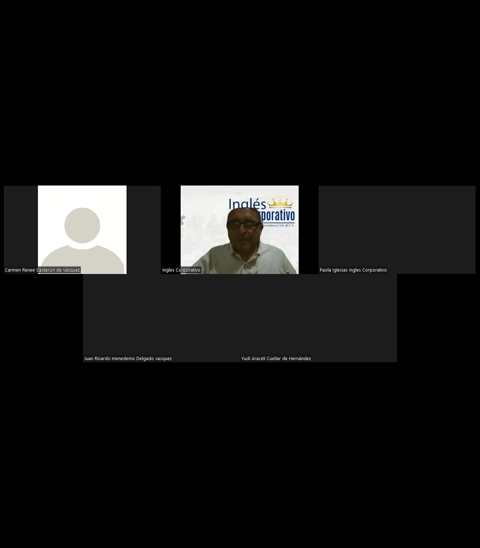 Inglés
porativo
Carmen Renee Calderon de Vasquez
Ingles Corporativo
Paola iglesias Ingles Corporativo
Juan Ricardo menedemo Delgado vasquez
Yudi Araceli Cuellar de Hernández